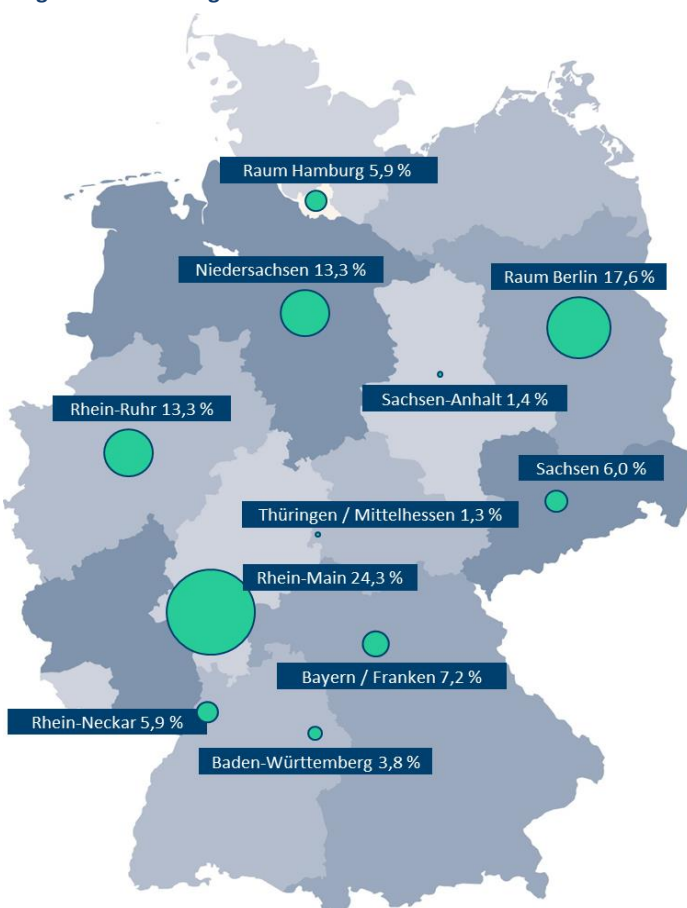 Raum Hamburg 5,9 %
Niedersachsen 13,3 %
Raum Berlin 17,6 %
Sachsen-Anhalt 1,4 %
Rhein-Ruhr 13,3 %
Sachsen 6,0 %
Thüringen / Mittelhessen 1,3 %
Rhein-Main 24,3 %
Bayern / Franken 7,2 %
Rhein-Neckar 5,9 %
Baden-Württemberg 3,8 %